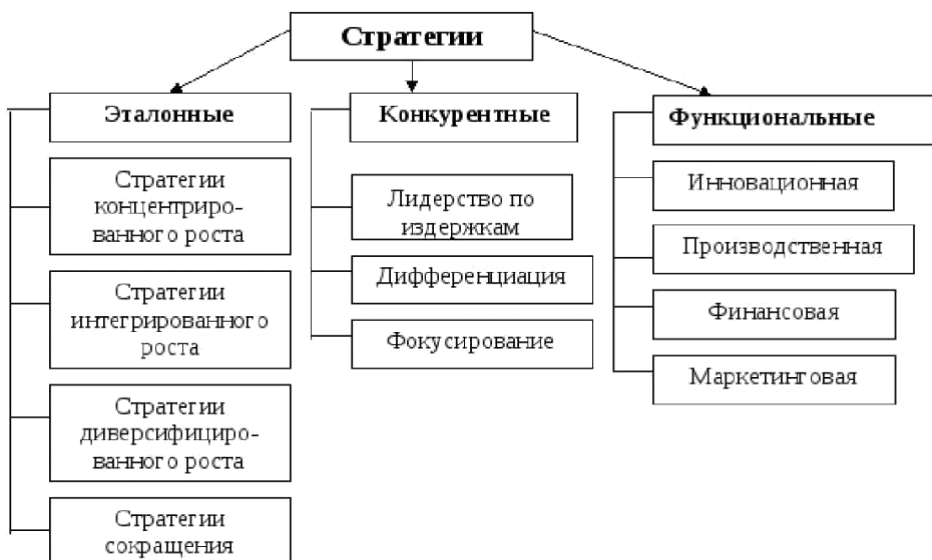 Стратегии
Эталонные
Стратегии
концентриро-
ванного роста
Стратегии
интегрированного
роста
Стратегии
диверсифициро-
ванного роста
Стратегии
сокращения
Конкурентные
Лидерство по
издержкам
Дифференциация
Фокусирование
Функциональные
Инновационная
Производственная
Финансовая
Маркетинговая